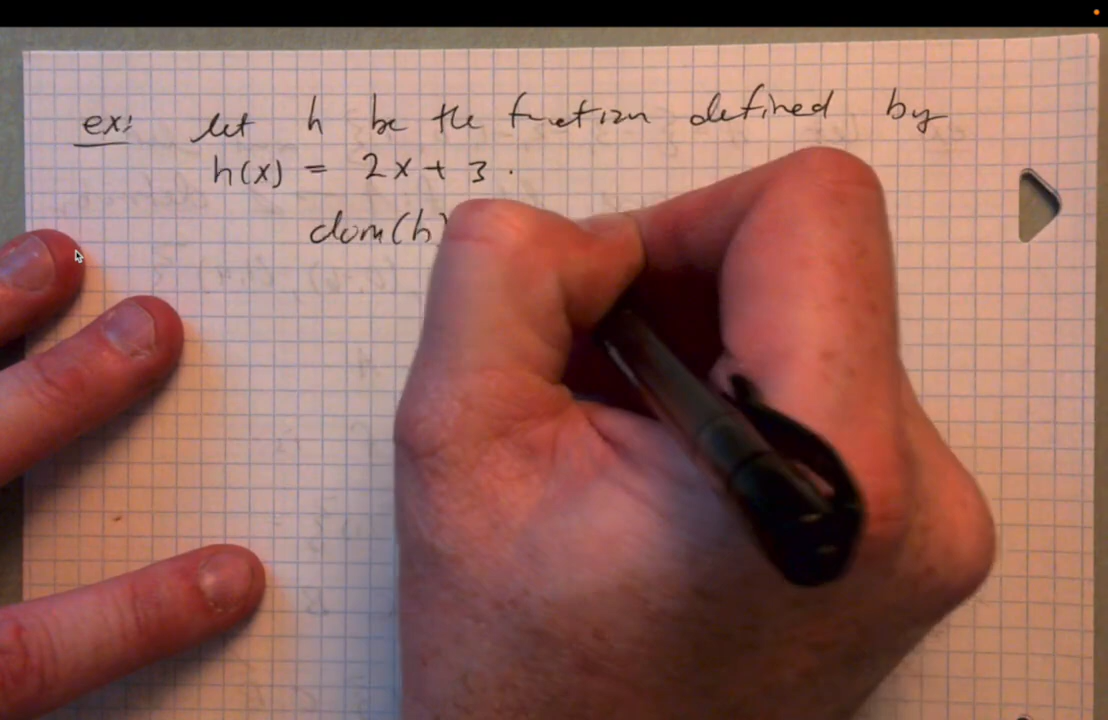 ex: let h be the function defined by
h(x) = 2x + 3.
dom(h)